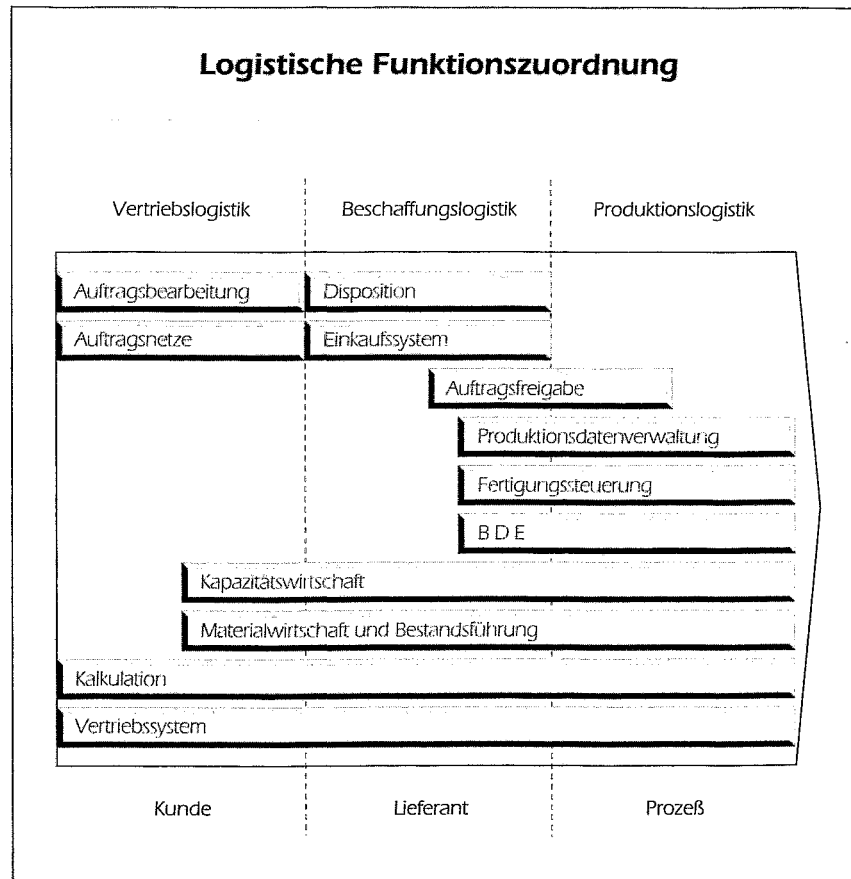 Logistische Funktionszuordnung
Vertriebslogistik Beschaffungslogistik Produktionslogistik
Auftragsbearbeitung Disposition
Auftragsnetze Einkaufssystem
Auftragsfreigabe
Produktionsdatenverwaltung
Fertigungssteuerung
B D E
Kapazitätswirtschaft
Materialwirtschaft und Bestandsführung
Kalkulation
Vertriebssystem
Kunde Lieferant Prozeß